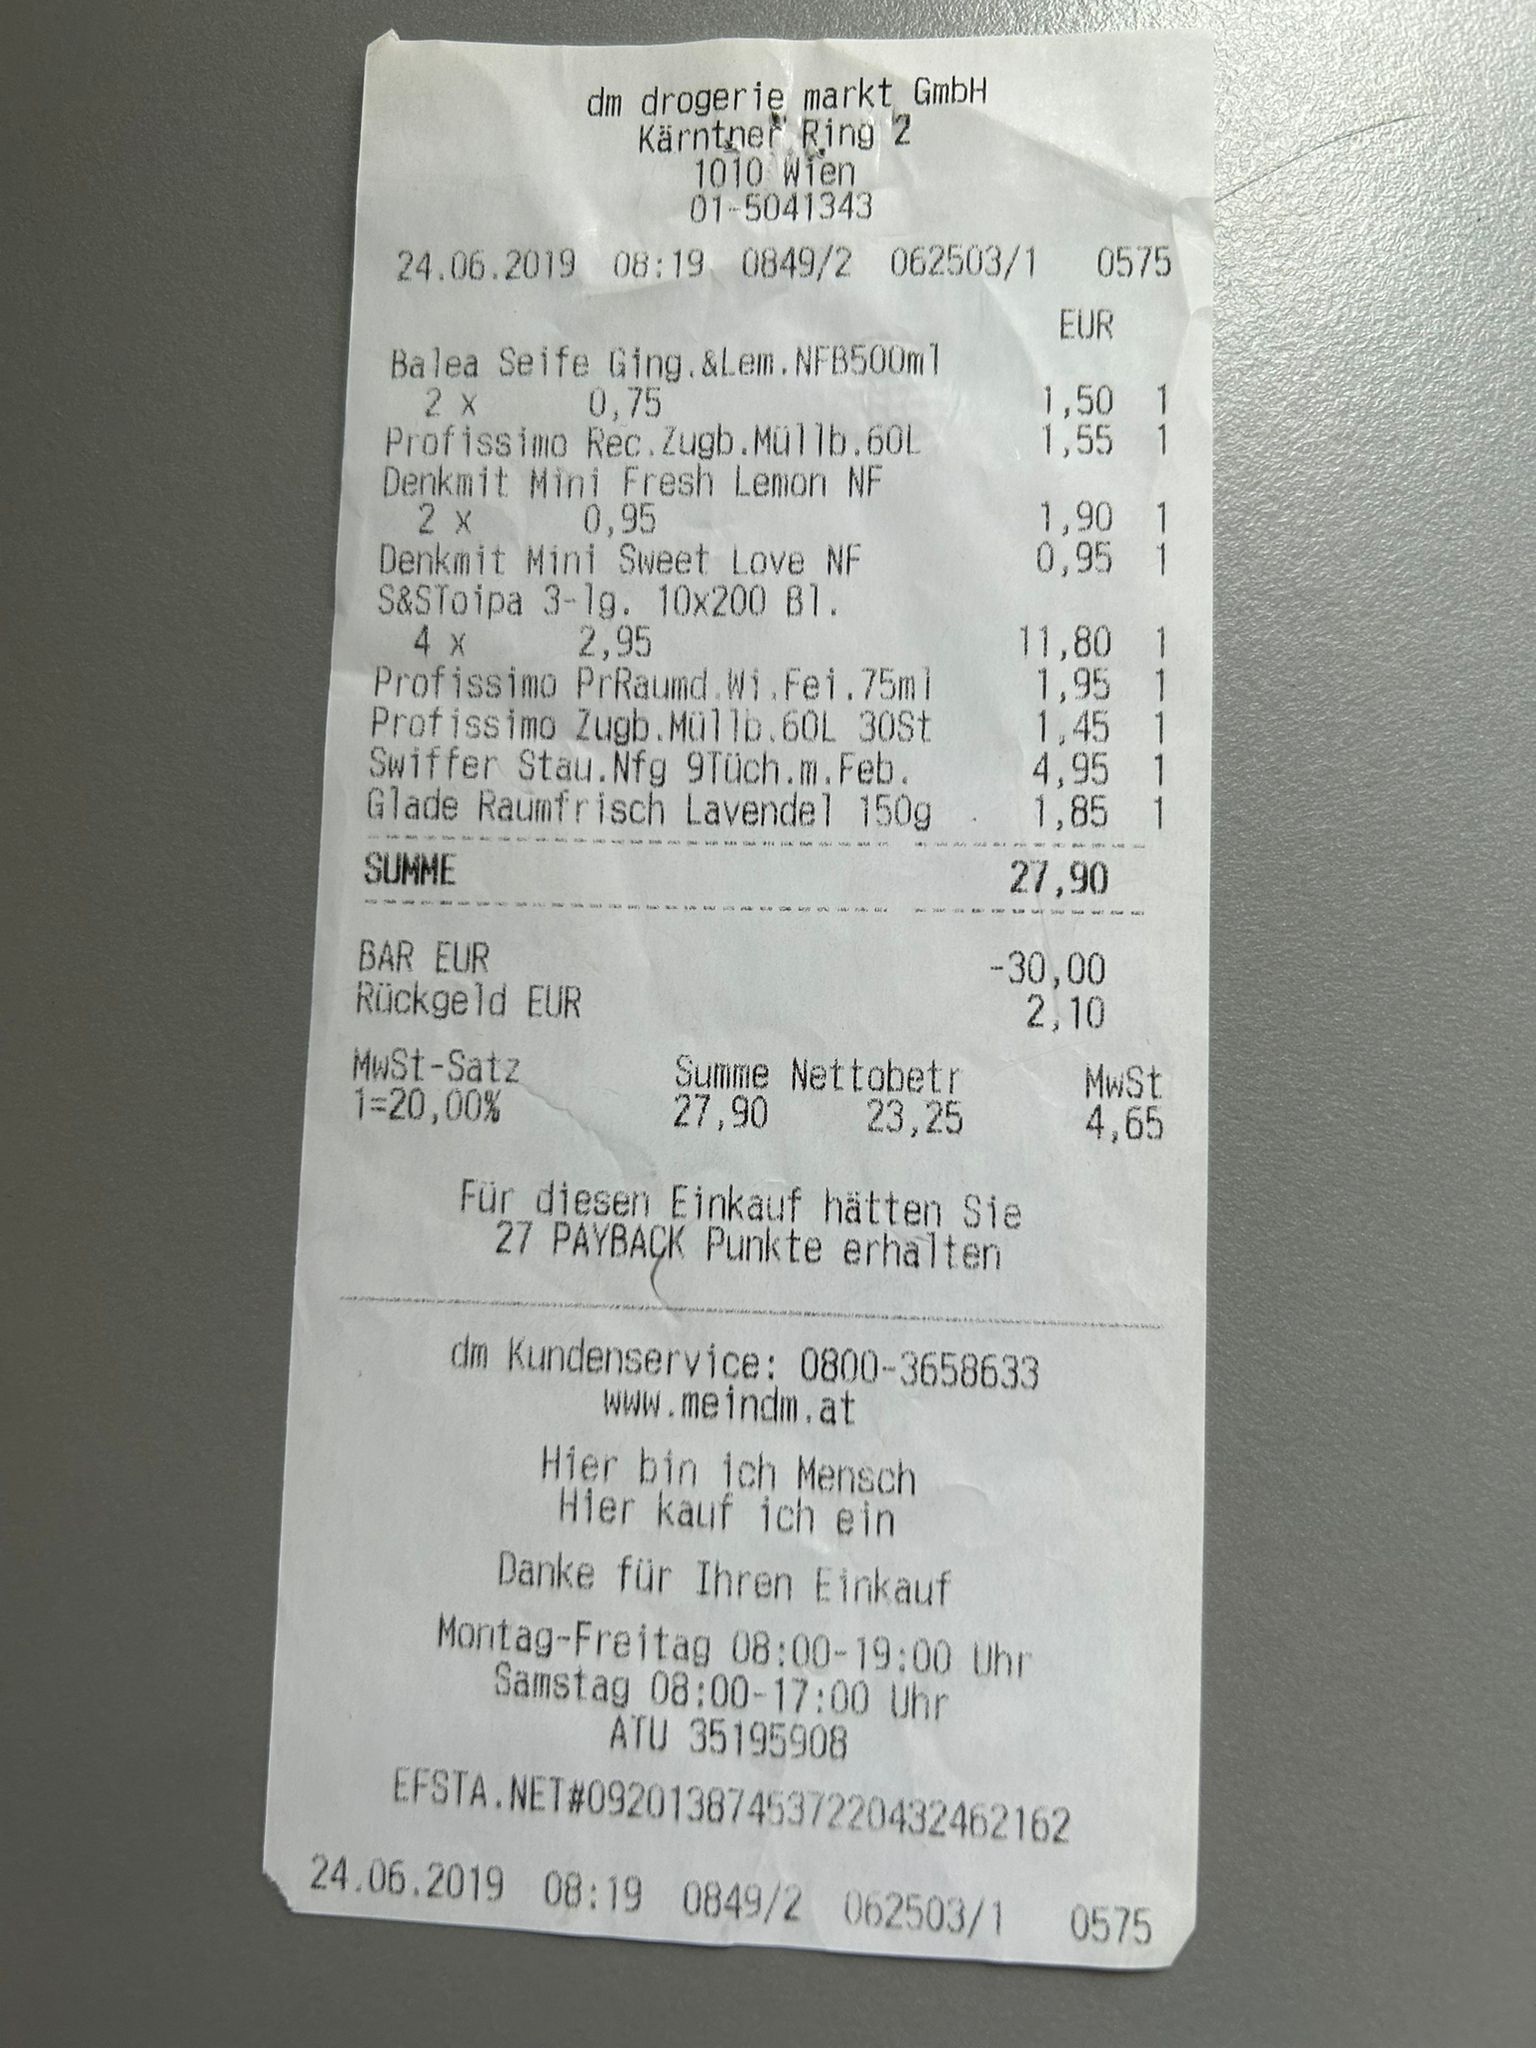 dm drogerie markt GmbH
Kärntner Ring 2
1010 Wien
01-5041343
24.06.2019 08:19 0849/2 062503/1 0575
EUR
Balea Seife Ging.&Lem.NFB500ml
2 x 0,75 1,50 1
Profissimo Rec.Zugb.Müllb.60L 1,55 1
Denkmit Mini Fresh Lemon NF
2 x 0,95 1,90 1
Denkmit Mini Sweet Love NF 0,95 1
S&SToipa 3-lg. 10x200 Bl.
4 x 2,95 11,80 1
Profissimo PrRaumd.Wi.Fei.75ml 1,95 1
Profissimo Zugb.Müllb.60L 30St 1,45 1
Swiffer Stau.Nfg 9Tüch.m.Feb. 4,95 1
Glade Raumfrisch Lavendel 150g 1,85 1
SUMME 27,90
BAR EUR -30,00
Rückgeld EUR 2,10
MwSt-Satz Summe Nettobetr MwSt
1=20,00% 27,90 23,25 4,65
Für diesen Einkauf hätten Sie
27 PAYBACK Punkte erhalten
dm Kundenservice: 0800-3658633
www.meindm.at
Hier bin ich Mensch
Hier kauf ich ein
Danke für Ihren Einkauf
Montag-Freitag 08:00-19:00 Uhr
Samstag 08:00-17:00 Uhr
ATU 35195908
EFSTA.NET#0920138745372204324621​62
24.06.2019 08:19 0849/2 062503/1 0575